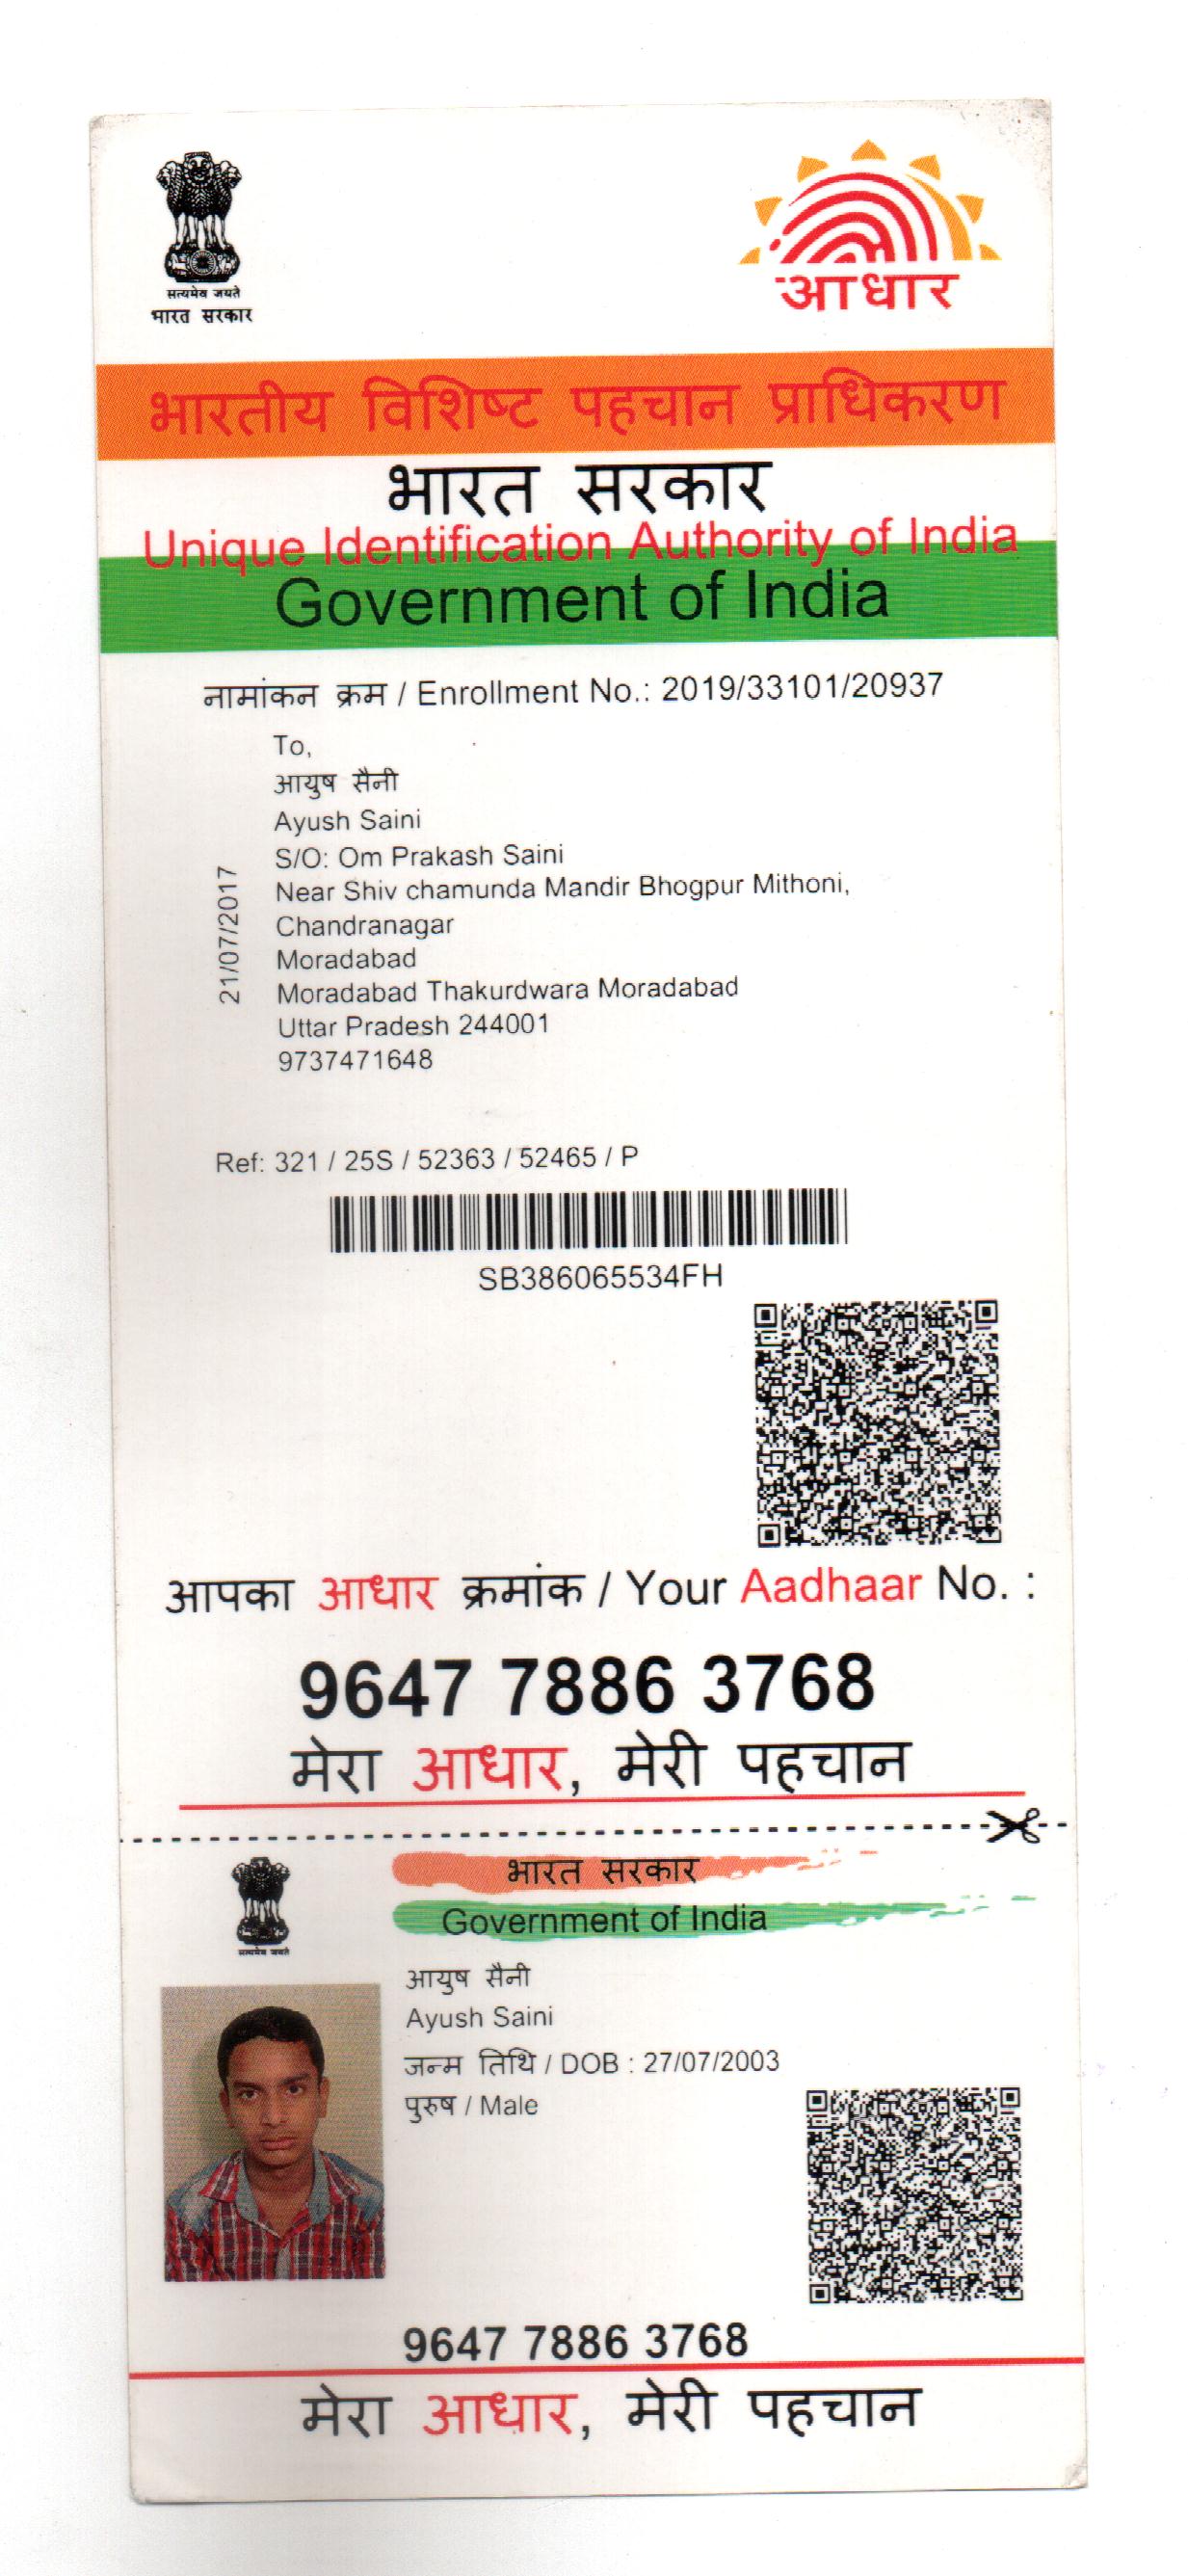 सत्यमेव जयते
भारत सरकार
आधार
भारतीय विशिष्ट पहचान प्राधिकरण
भारत सरकार
Unique Identification Authority of India
Government of India
नामांकन क्रम / Enrollment No.: 2019/33101/20937
To,
आयुष सैनी
Ayush Saini
S/O: Om Prakash Saini
Near Shiv chamunda Mandir Bhogpur Mithoni,
Chandranagar
Moradabad
Moradabad Thakurdwara Moradabad
Uttar Pradesh 244001
9737471648
21/07/2017
Ref: 321 / 25S / 52363 / 52465 / P
SB386065534FH
आपका आधार क्रमांक / Your Aadhaar No. :
9647 7886 3768
मेरा आधार, मेरी पहचान
भारत सरकार
Government of India
सत्यमेव जयते
आयुष सैनी
Ayush Saini
जन्म तिथि / DOB : 27/07/2003
पुरुष / Male
9647 7886 3768
मेरा आधार, मेरी पहचान